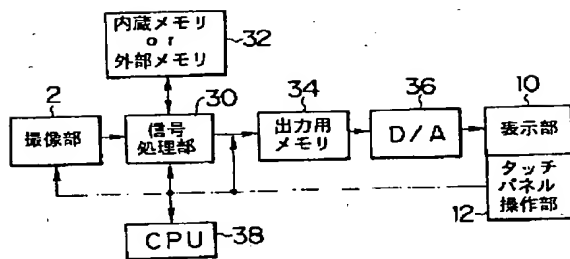 内蔵メモリ
or
外部メモリ
32
2
撮像部
30
信号
処理部
34
出力用
メモリ
36
D/A
10
表示部
タッチ
パネル
操作部
12
CPU
38